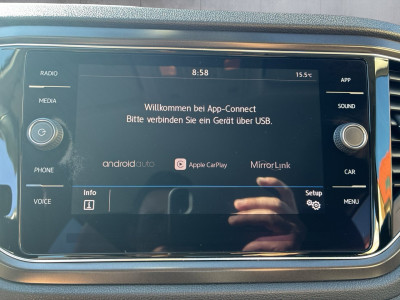 RADIO
8:58
15.5°C
APP
MEDIA
SOUND
Willkommen bei App-Connect
Bitte verbinden Sie ein Gerät über USB.
PHONE
androidauto
Apple CarPlay
MirrorLink
CAR
VOICE
Info
Setup
MENU